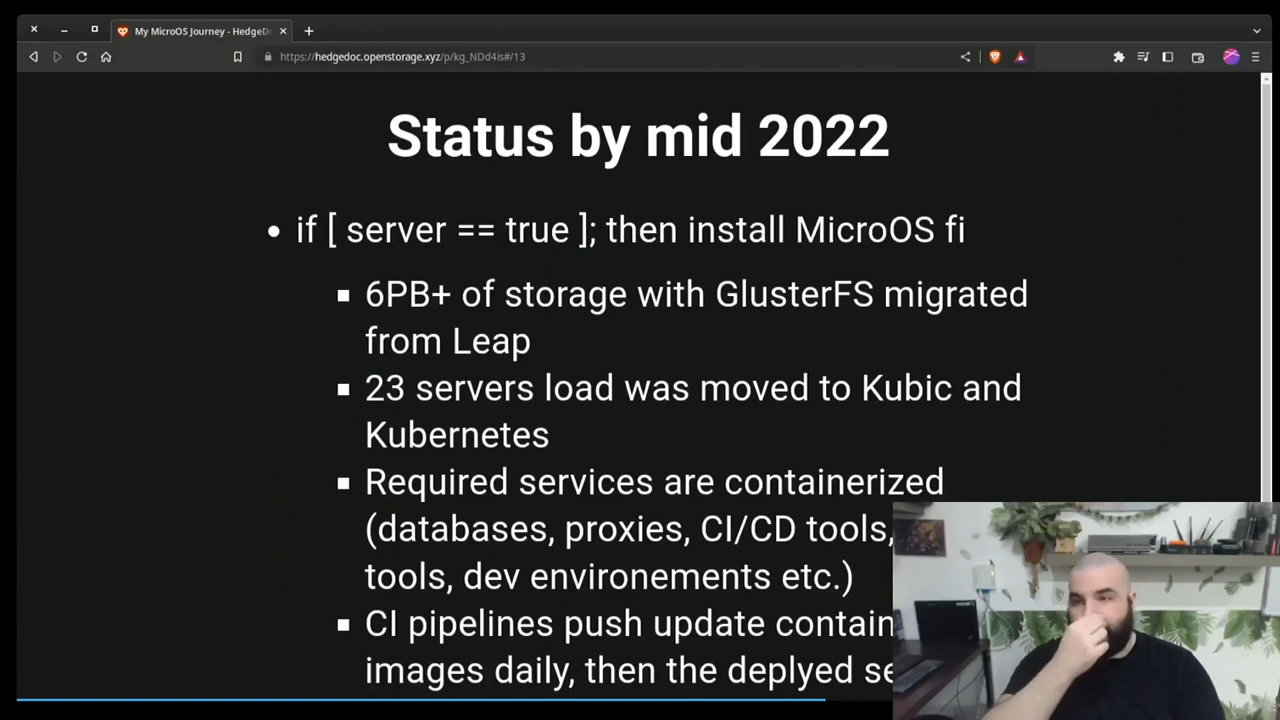 My MicroOS Journey - HedgeD
https://hedgedoc.openstorage.xyz/p/kg_NDd4is#/13
Status by mid 2022
if [ server == true ]; then install MicroOS fi
6PB+ of storage with GlusterFS migrated
from Leap
23 servers load was moved to Kubic and
Kubernetes
Required services are containerized
(databases, proxies, CI/CD tools,
tools, dev environements etc.)
CI pipelines push update contain
images daily, then the deplyed se